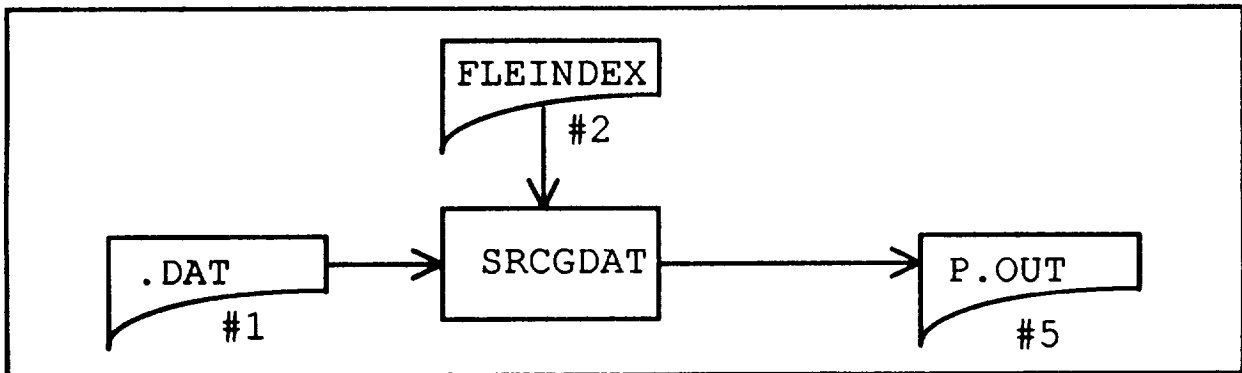 FLEINDEX
#2
.DAT
#1
SRCGDAT
P.OUT
#5